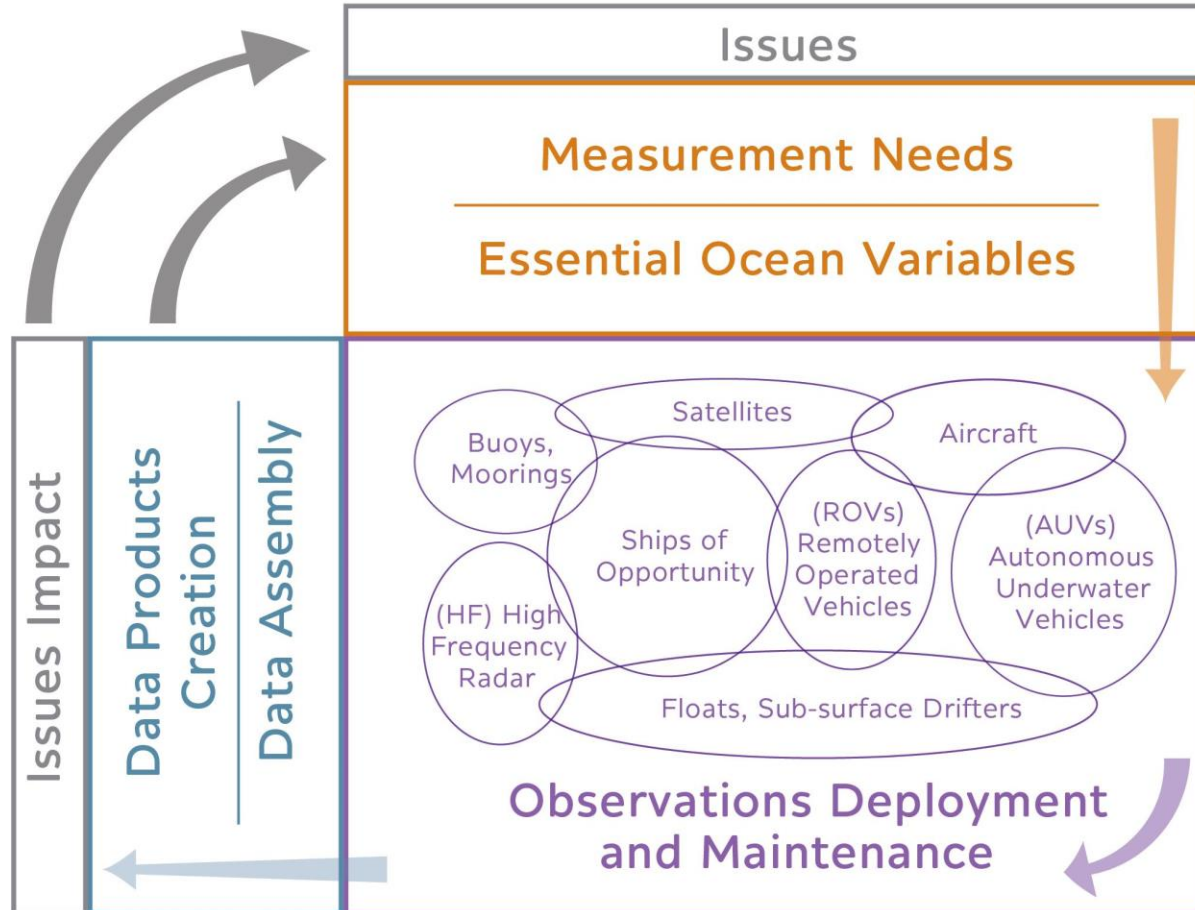 Issues
Measurement Needs
Essential Ocean Variables
Satellites
Buoys,
Moorings
Aircraft
Ships of
Opportunity
(ROVs)
Remotely
Operated
Vehicles
(AUVs)
Autonomous
Underwater
Vehicles
(HF) High
Frequency
Radar
Floats, Sub-surface Drifters
Observations Deployment
and Maintenance
Data Assembly
Data Products
Creation
Issues Impact